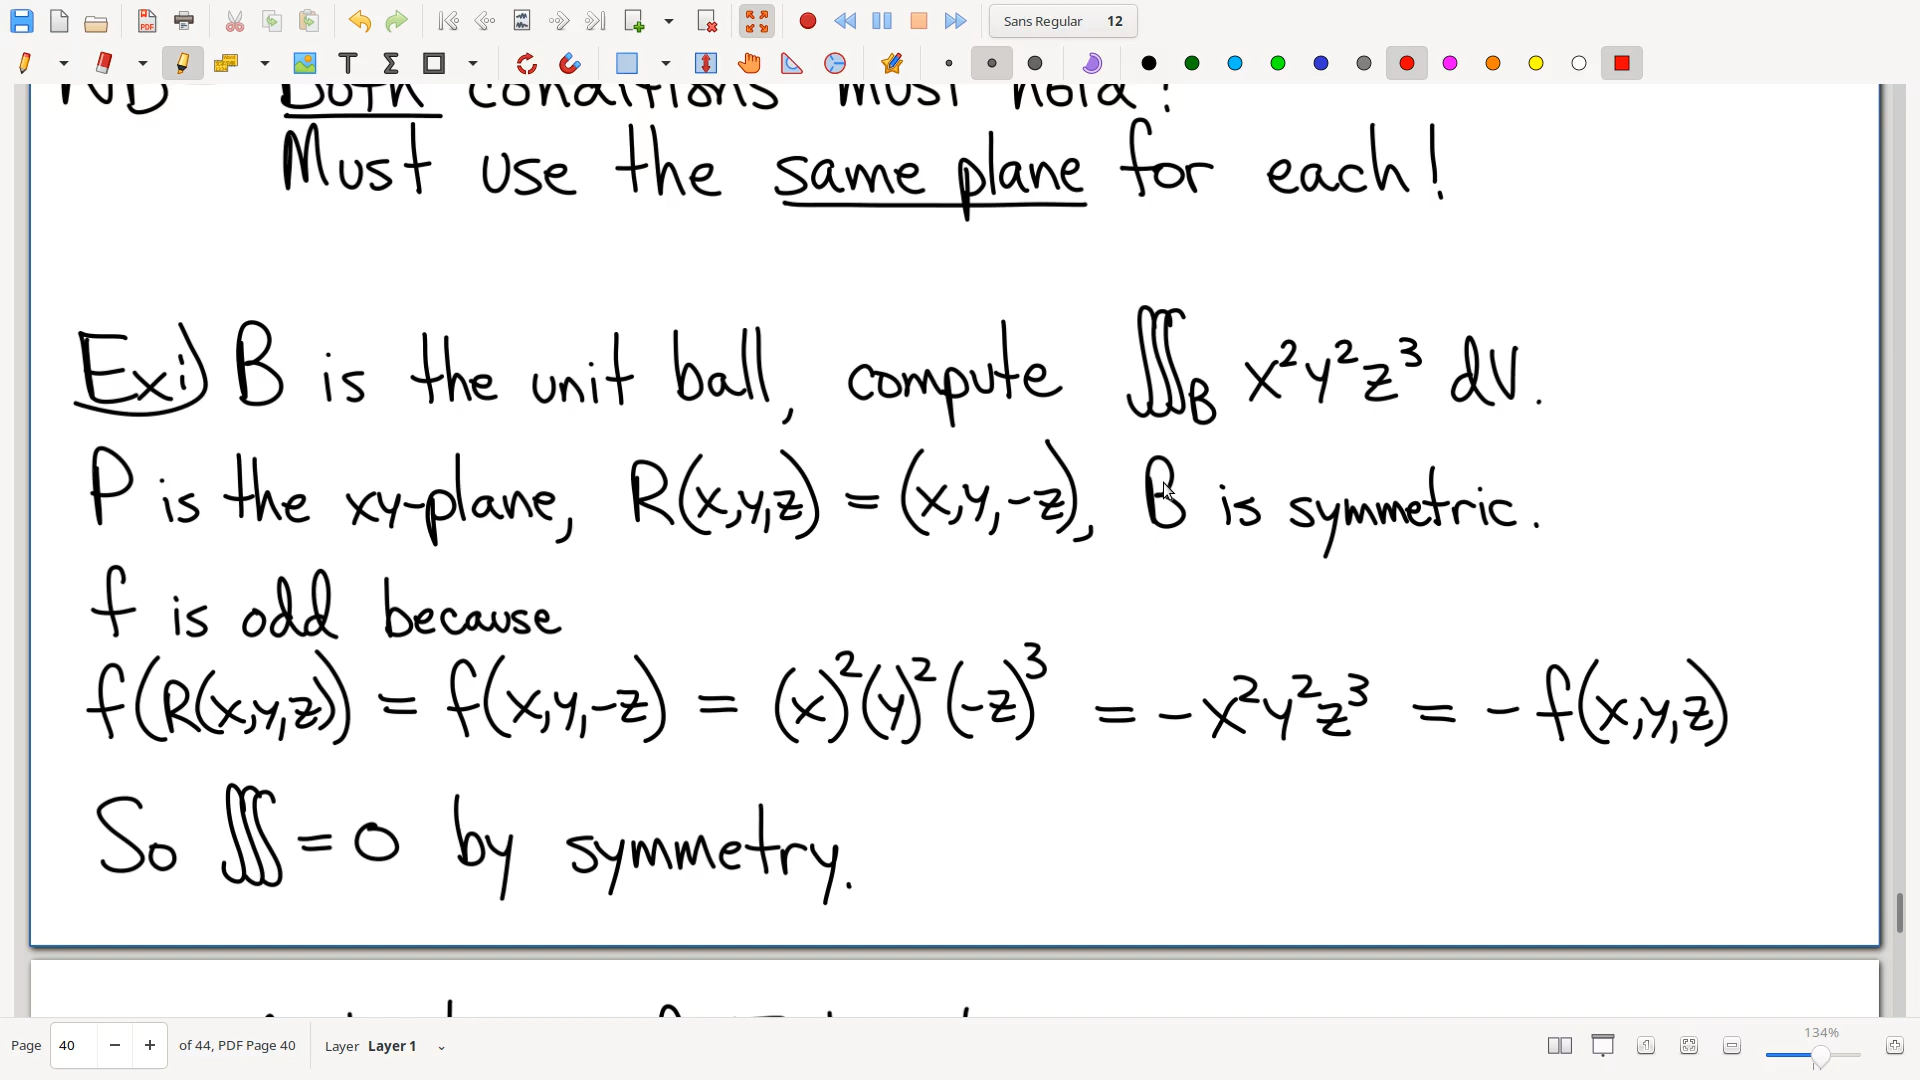 Sans Regular 12
NB Both conditions must hold!
Must use the same plane for each!
Ex:) B is the unit ball, compute ∭_B x²y²z³ dV.
P is the xy-plane, R(x,y,z) = (x,y,-z), B is symmetric.
f is odd because
f(R(x,y,z)) = f(x,y,-z) = (x)²(y)²(-z)³ = -x²y²z³ = -f(x,y,z)
So ∭ = 0 by symmetry.
Page 40 of 44, PDF Page 40 Layer Layer 1 134%